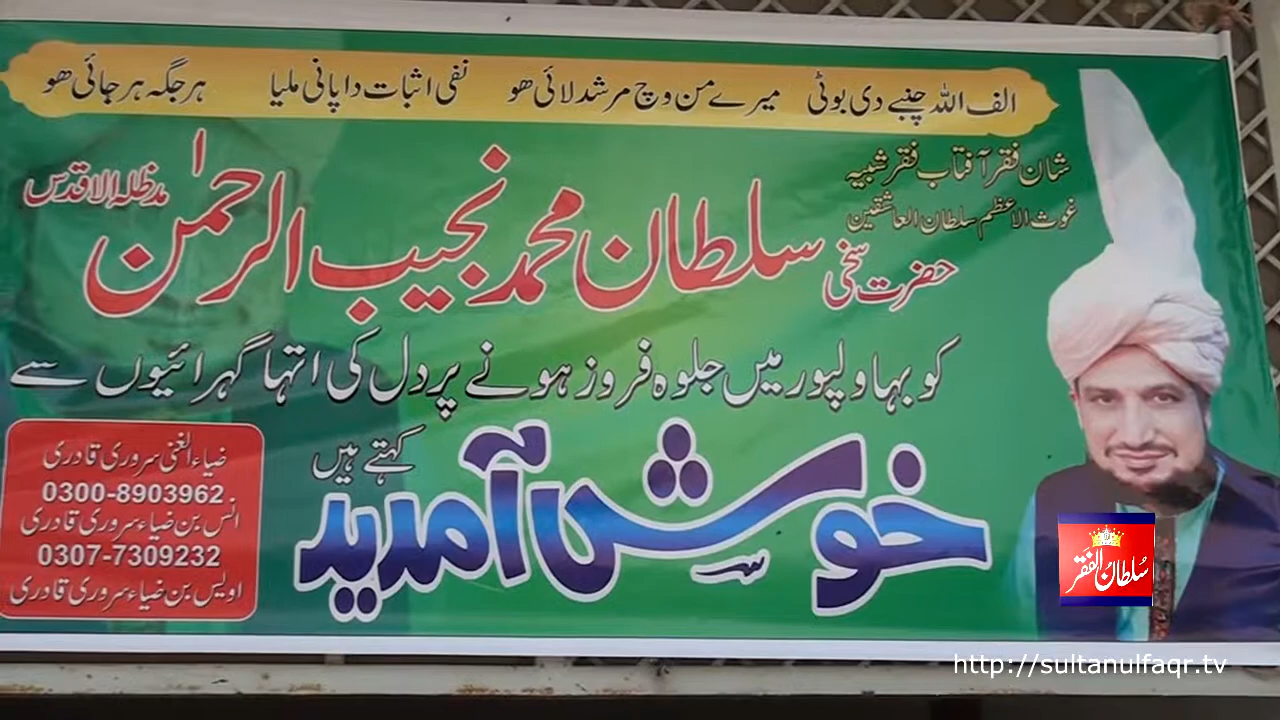 الف اللہ چنبے دی بوٹی میرے من وچ مرشد لائی ھو نفی اثبات دا پانی ملیا ہر جگہ ہر جائی ھو
شان فقر آفتاب فقر شبیہ
غوث الاعظم سلطان العاشقین
حضرت سخی سلطان محمد نجیب الرحمٰن مدظلہ الاقدس
کو بہاولپور میں جلوہ فروز ہونے پر دل کی اتھا گہرائیوں سے
خوش آمدید کہتے ہیں
ضیاء الغنی سروری قادری
0300-8903962
انس بن ضیاء سروری قادری
0307-7309232
اویس بن ضیاء سروری قادری
سُلطانُ الفَقر
http://sultanulfaqr.tv